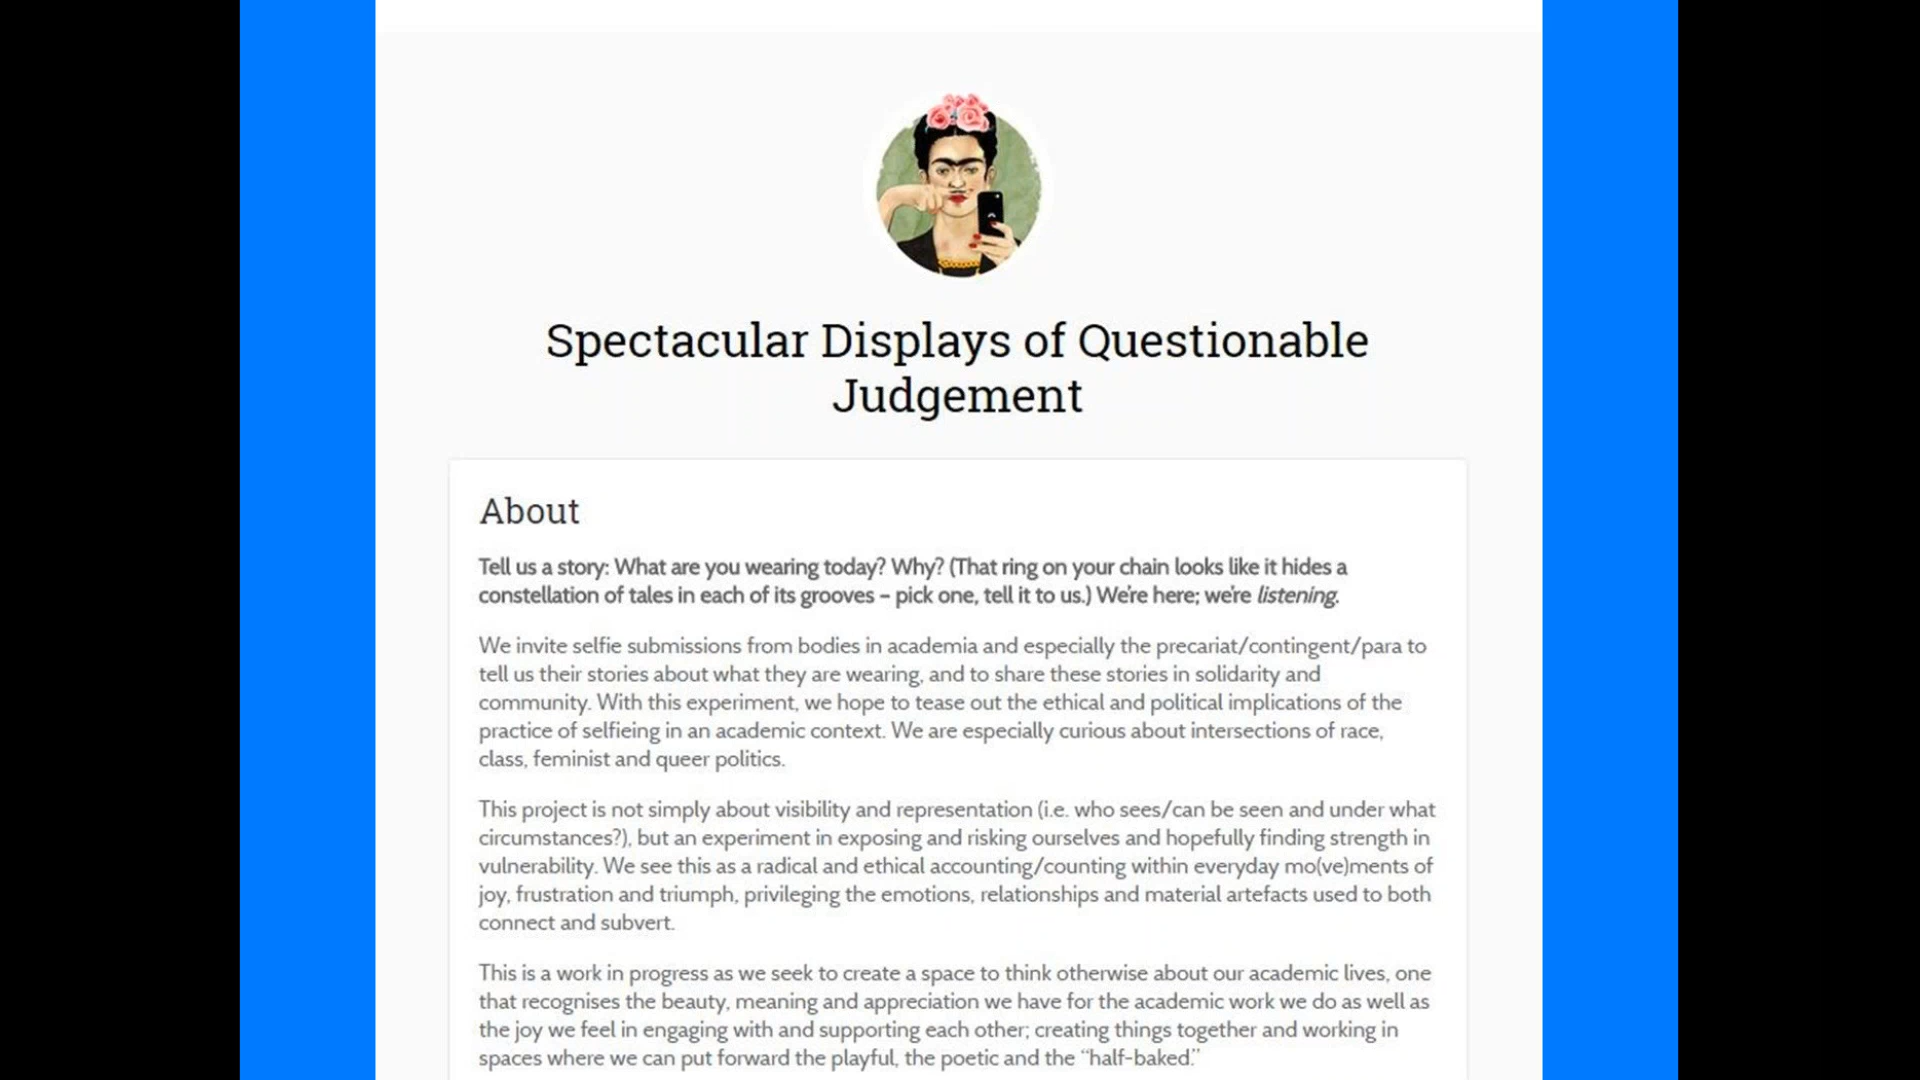 Spectacular Displays of Questionable
Judgement
About
Tell us a story: What are you wearing today? Why? (That ring on your chain looks like it hides a
constellation of tales in each of its grooves – pick one, tell it to us.) We're here; we're listening.
We invite selfie submissions from bodies in academia and especially the precariat/contingent/para to
tell us their stories about what they are wearing, and to share these stories in solidarity and
community. With this experiment, we hope to tease out the ethical and political implications of the
practice of selfieing in an academic context. We are especially curious about intersections of race,
class, feminist and queer politics.
This project is not simply about visibility and representation (i.e. who sees/can be seen and under what
circumstances?), but an experiment in exposing and risking ourselves and hopefully finding strength in
vulnerability. We see this as a radical and ethical accounting/counting within everyday mo(ve)ments of
joy, frustration and triumph, privileging the emotions, relationships and material artefacts used to both
connect and subvert.
This is a work in progress as we seek to create a space to think otherwise about our academic lives, one
that recognises the beauty, meaning and appreciation we have for the academic work we do as well as
the joy we feel in engaging with and supporting each other; creating things together and working in
spaces where we can put forward the playful, the poetic and the “half-baked.”